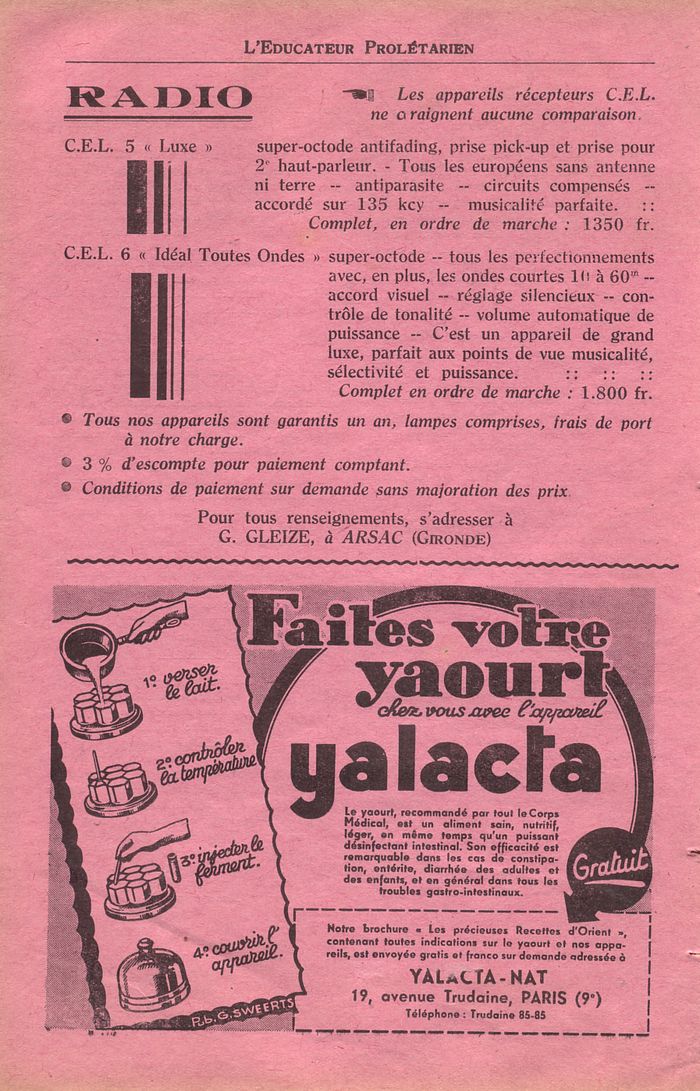 L'Educateur Prolétarien
RADIO
Les appareils récepteurs C.E.L.
ne craignent aucune comparaison.
C.E.L. 5 « Luxe » super-octode antifading, prise pick-up et prise pour
2e haut-parleur. - Tous les européens sans antenne
ni terre -- antiparasite -- circuits compensés --
accordé sur 135 kcy -- musicalité parfaite. ::
Complet, en ordre de marche : 1350 fr.
C.E.L. 6 « Idéal Toutes Ondes » super-octode -- tous les perfectionnements
avec, en plus, les ondes courtes 10 à 60m --
accord visuel -- réglage silencieux -- con-
trôle de tonalité -- volume automatique de
puissance -- C'est un appareil de grand
luxe, parfait aux points de vue musicalité,
sélectivité et puissance. :: :: ::
Complet en ordre de marche : 1.800 fr.
Tous nos appareils sont garantis un an, lampes comprises, frais de port
à notre charge.
3 % d'escompte pour paiement comptant.
Conditions de paiement sur demande sans majoration des prix.
Pour tous renseignements, s'adresser à
G. GLEIZE, à ARSAC (GIRONDE)
Faites votre
yaourt
chez vous avec l'appareil
yalacta
1º verser
le lait.
2º contrôler
la température
3º injecter le
ferment.
4º couvrir l'
appareil.
Pub. G. SWEERTS
Le yaourt, recommandé par tout le Corps
Médical, est un aliment sain, nutritif,
léger, en même temps qu'un puissant
désinfectant intestinal. Son efficacité est
remarquable dans les cas de constipa-
tion, entérite, diarrhée des adultes et
des enfants, et en général dans tous les
troubles gastro-intestinaux.
Gratuit
Notre brochure « Les précieuses Recettes d'Orient »,
contenant toutes indications sur le yaourt et nos appa-
reils, est envoyée gratis et franco sur demande adressée à
YALACTA-NAT
19, avenue Trudaine, PARIS (9e)
Téléphone : Trudaine 85-85